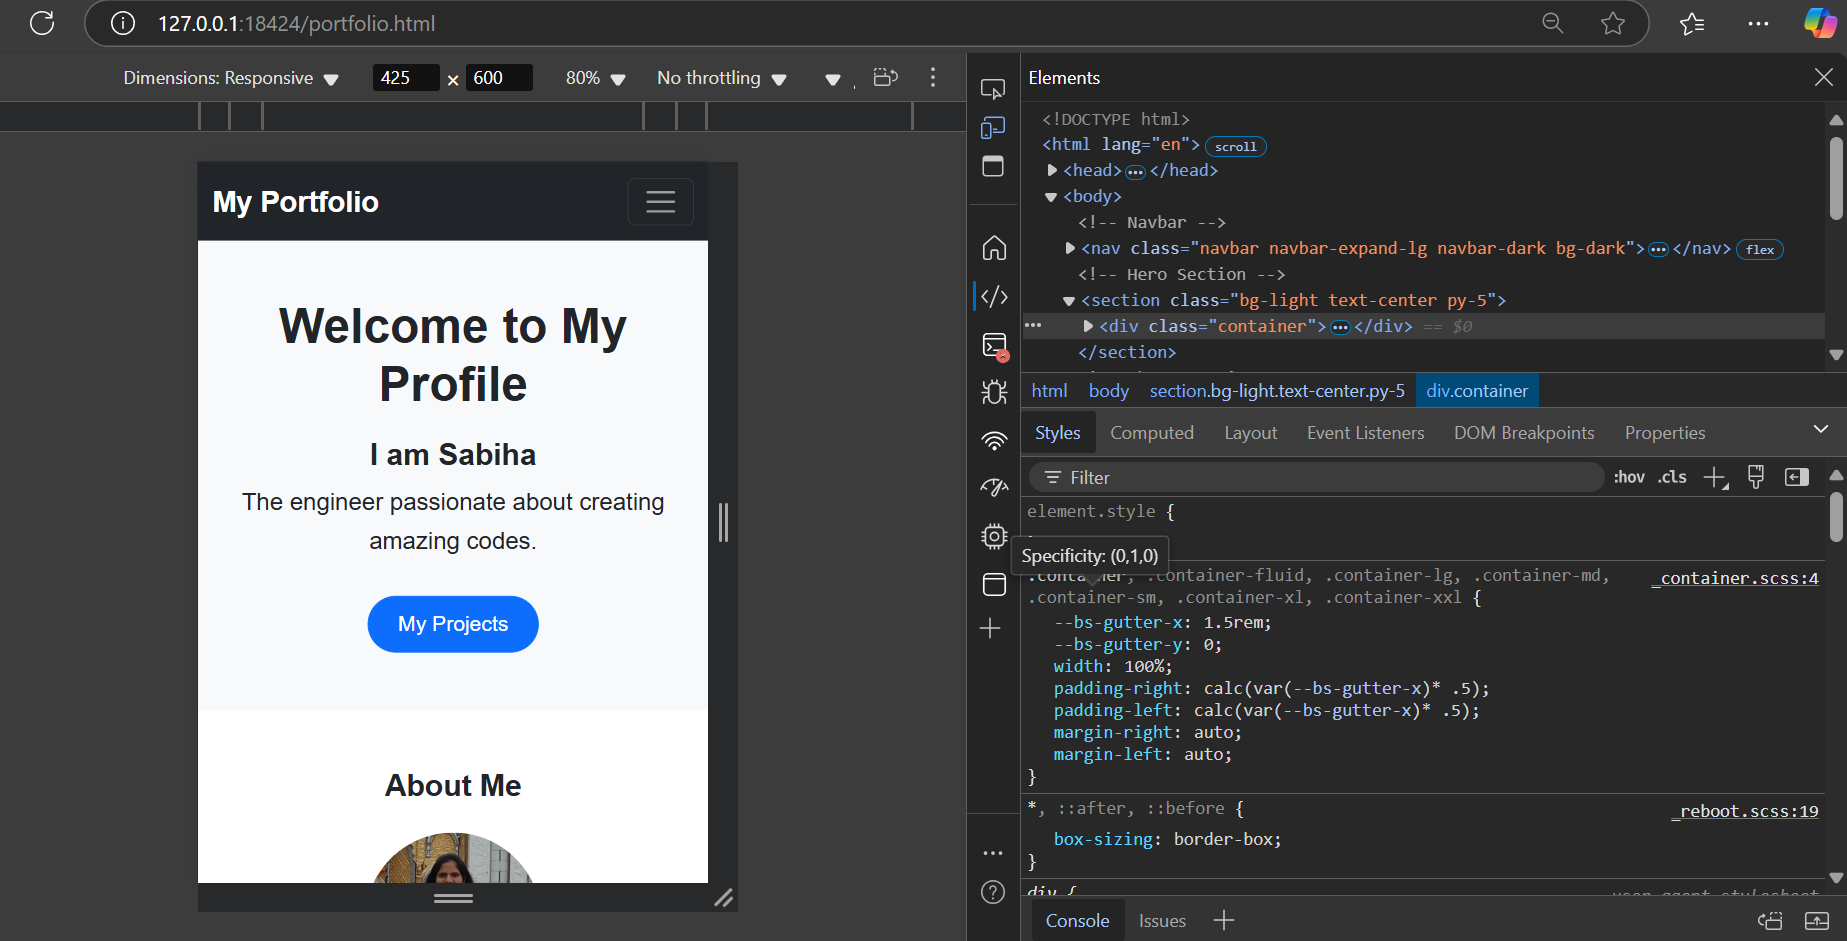 127.0.0.1:18424/portfolio.html
Dimensions: Responsive 425 × 600 80% No throttling
My Portfolio
Welcome to My
Profile
I am Sabiha
The engineer passionate about creating
amazing codes.
My Projects
About Me
Elements
<!DOCTYPE html>
<html lang="en"> scroll
<head> ••• </head>
<body>
<!-- Navbar -->
<nav class="navbar navbar-expand-lg navbar-dark bg-dark"> ••• </nav> flex
<!-- Hero Section -->
<section class="bg-light text-center py-5">
••• <div class="container"> ••• </div> == $0
</section>
html body section.bg-light.text-center.py-5 div.container
Styles Computed Layout Event Listeners DOM Breakpoints Properties
Filter :hov .cls
element.style {
Specificity: (0,1,0)
.container, .container-fluid, .container-lg, .container-md, _container.scss:4
.container-sm, .container-xl, .container-xxl {
--bs-gutter-x: 1.5rem;
--bs-gutter-y: 0;
width: 100%;
padding-right: calc(var(--bs-gutter-x)* .5);
padding-left: calc(var(--bs-gutter-x)* .5);
margin-right: auto;
margin-left: auto;
}
*, ::after, ::before { _reboot.scss:19
box-sizing: border-box;
}
div { user agent stylesheet
Console Issues